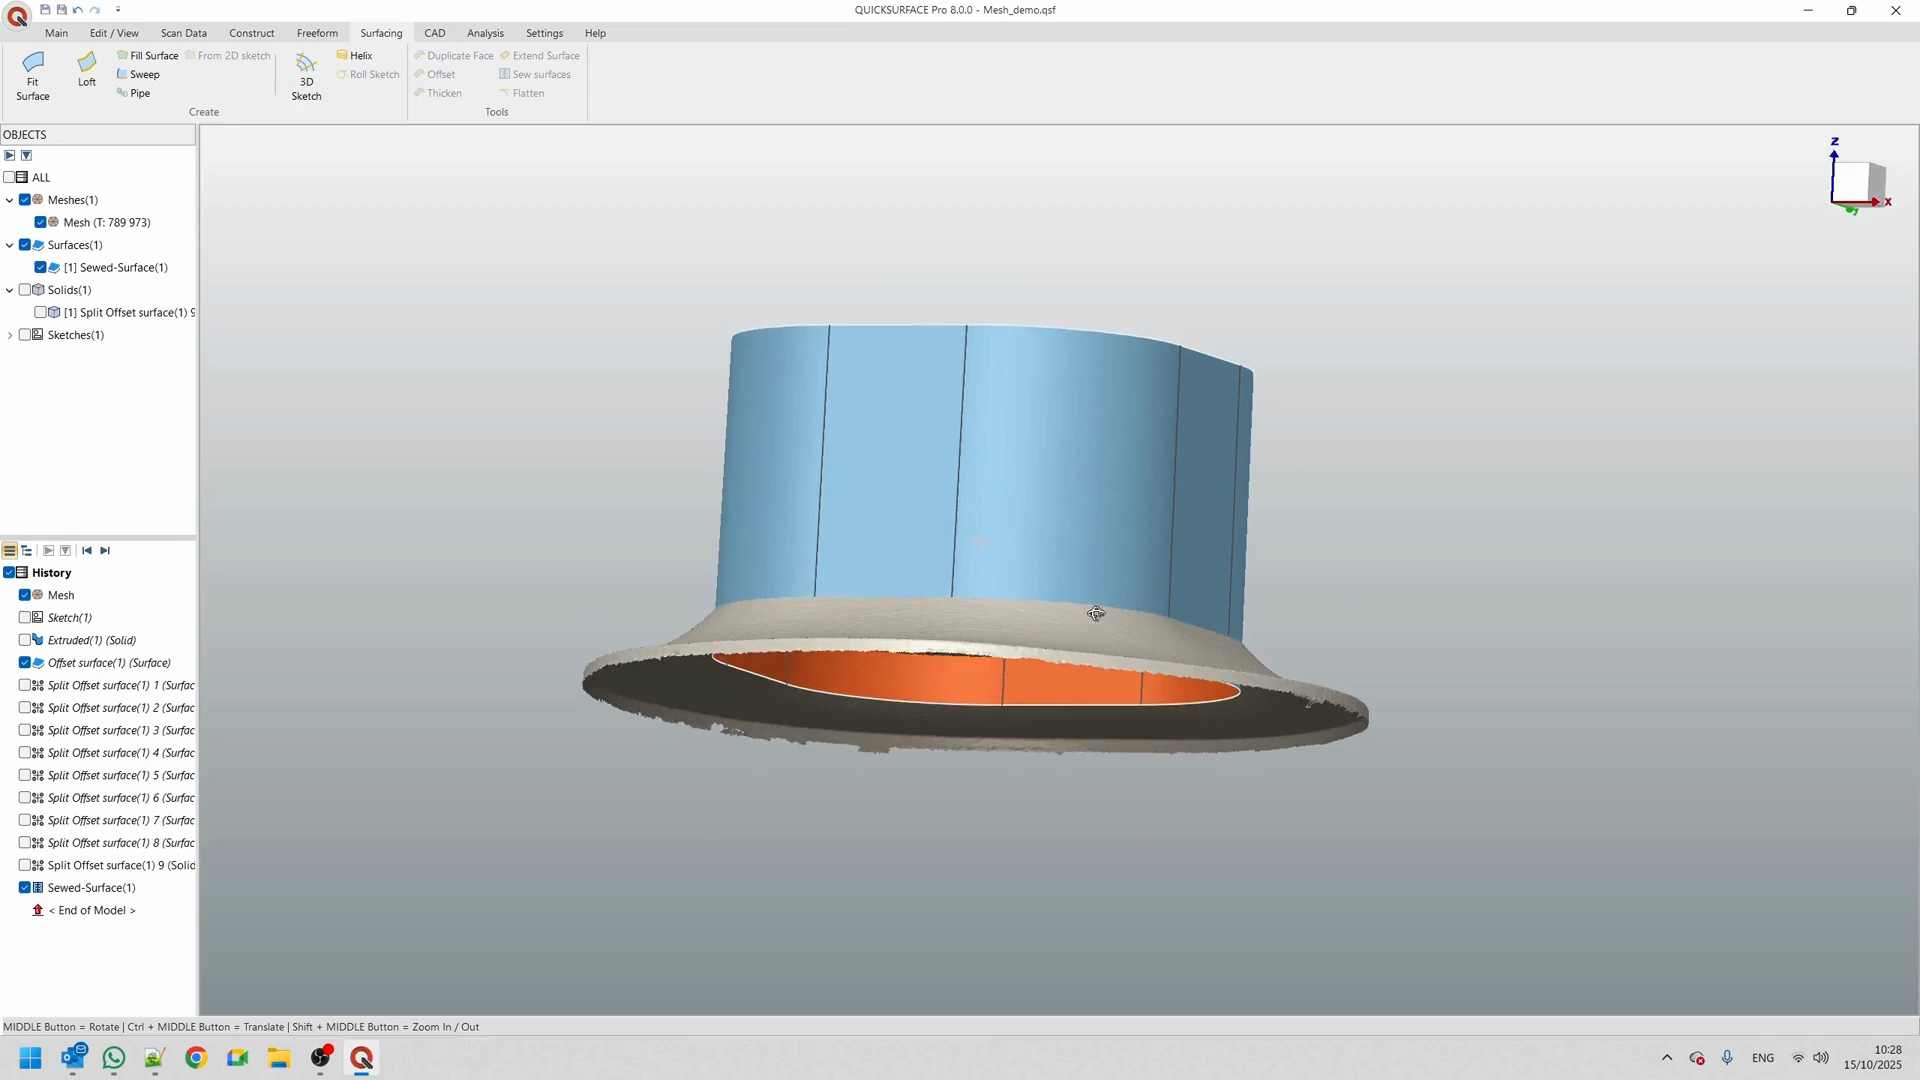 QUICKSURFACE Pro 8.0.0 - Mesh_demo.qsf
Main Edit / View Scan Data Construct Freeform Surfacing CAD Analysis Settings Help
Fit Surface
Loft
Fill Surface
Sweep
Pipe
From 2D sketch
3D Sketch
Helix
Roll Sketch
Duplicate Face
Offset
Thicken
Extend Surface
Sew surfaces
Flatten
Create
Tools
OBJECTS
ALL
Meshes(1)
Mesh (T: 789 973)
Surfaces(1)
[1] Sewed-Surface(1)
Solids(1)
[1] Split Offset surface(1) 9
Sketches(1)
z
x
y
History
Mesh
Sketch(1)
Extruded(1) (Solid)
Offset surface(1) (Surface)
Split Offset surface(1) 1 (Surfac
Split Offset surface(1) 2 (Surfac
Split Offset surface(1) 3 (Surfac
Split Offset surface(1) 4 (Surfac
Split Offset surface(1) 5 (Surfac
Split Offset surface(1) 6 (Surfac
Split Offset surface(1) 7 (Surfac
Split Offset surface(1) 8 (Surfac
Split Offset surface(1) 9 (Solid
Sewed-Surface(1)
< End of Model >
MIDDLE Button = Rotate | Ctrl + MIDDLE Button = Translate | Shift + MIDDLE Button = Zoom In / Out
ENG
10:28
15/10/2025